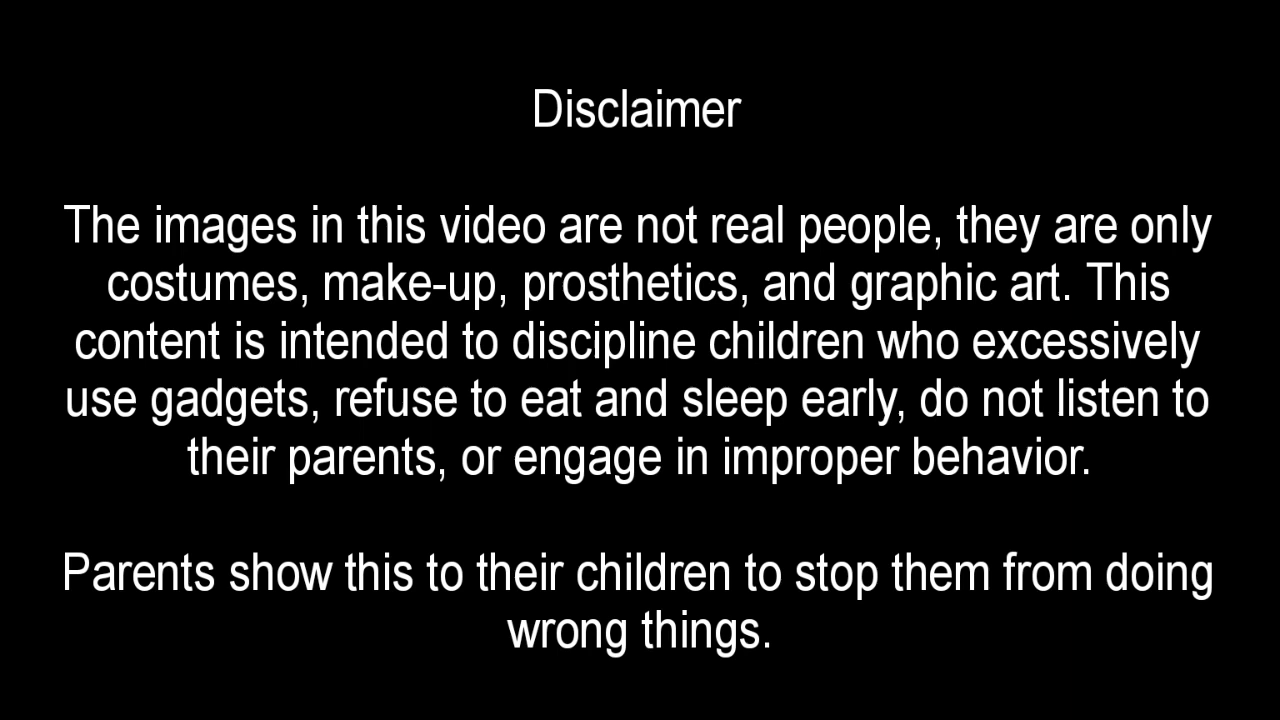 Disclaimer
The images in this video are not real people, they are only
costumes, make-up, prosthetics, and graphic art. This
content is intended to discipline children who excessively
use gadgets, refuse to eat and sleep early, do not listen to
their parents, or engage in improper behavior.
Parents show this to their children to stop them from doing
wrong things.